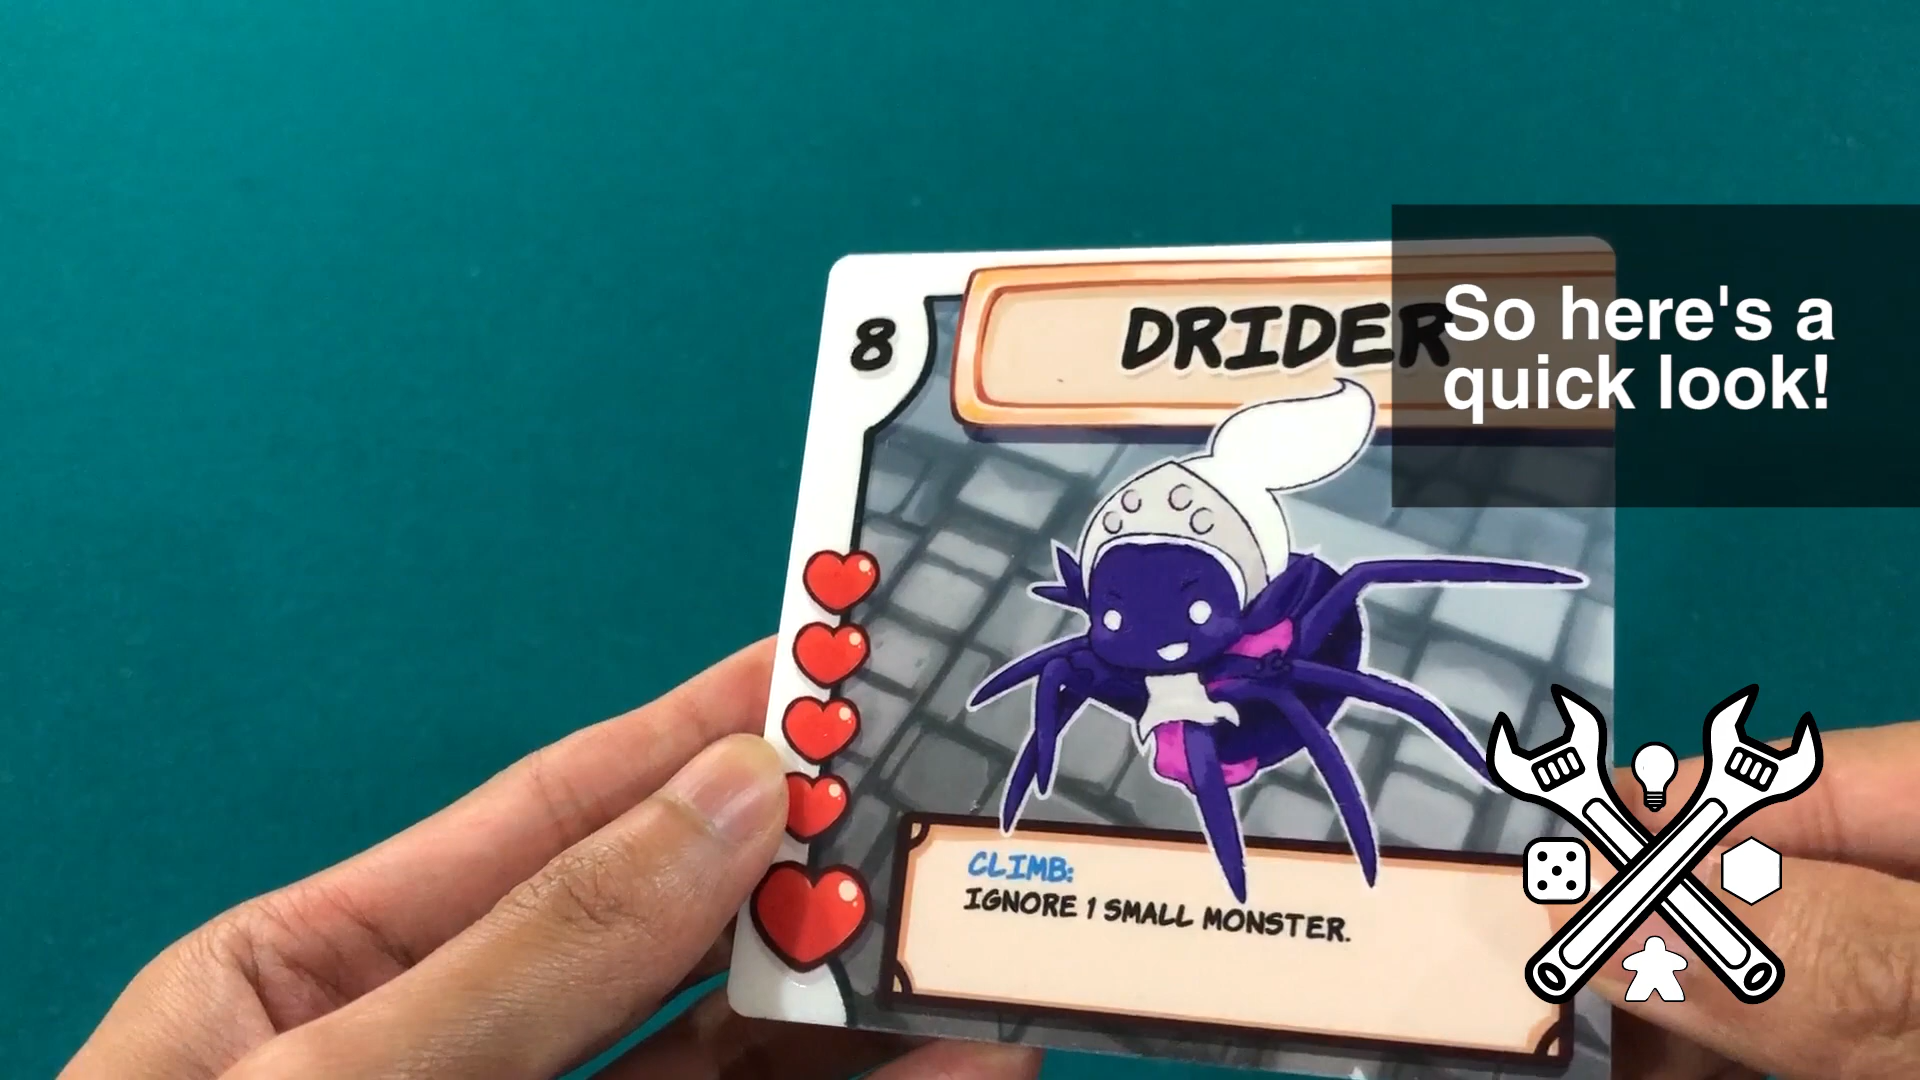 8
DRIDER
So here's a
quick look!
CLIMB:
IGNORE 1 SMALL MONSTER.